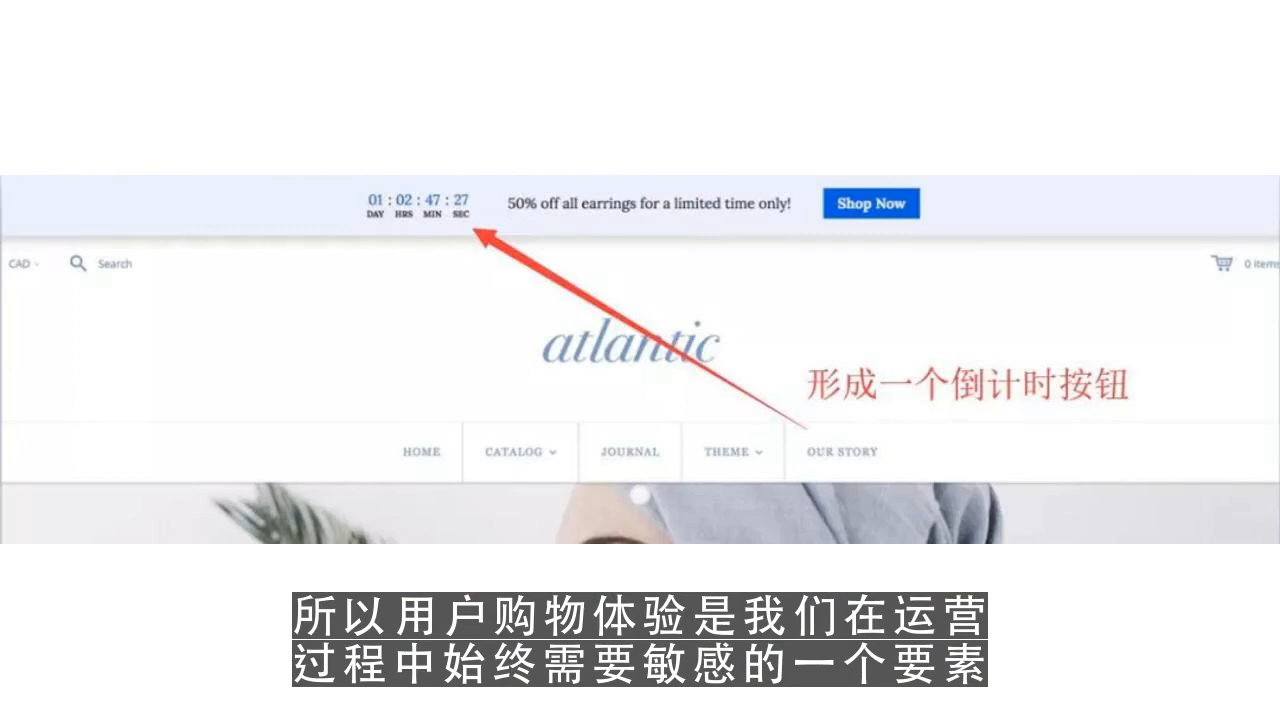 01 : 02 : 47 : 27
DAY HRS MIN SEC
50% off all earrings for a limited time only!
Shop Now
CAD
Search
0 items
atlantic
形成一个倒计时按钮
HOME
CATALOG
JOURNAL
THEME
OUR STORY
所以用户购物体验是我们在运营
过程中始终需要敏感的一个要素